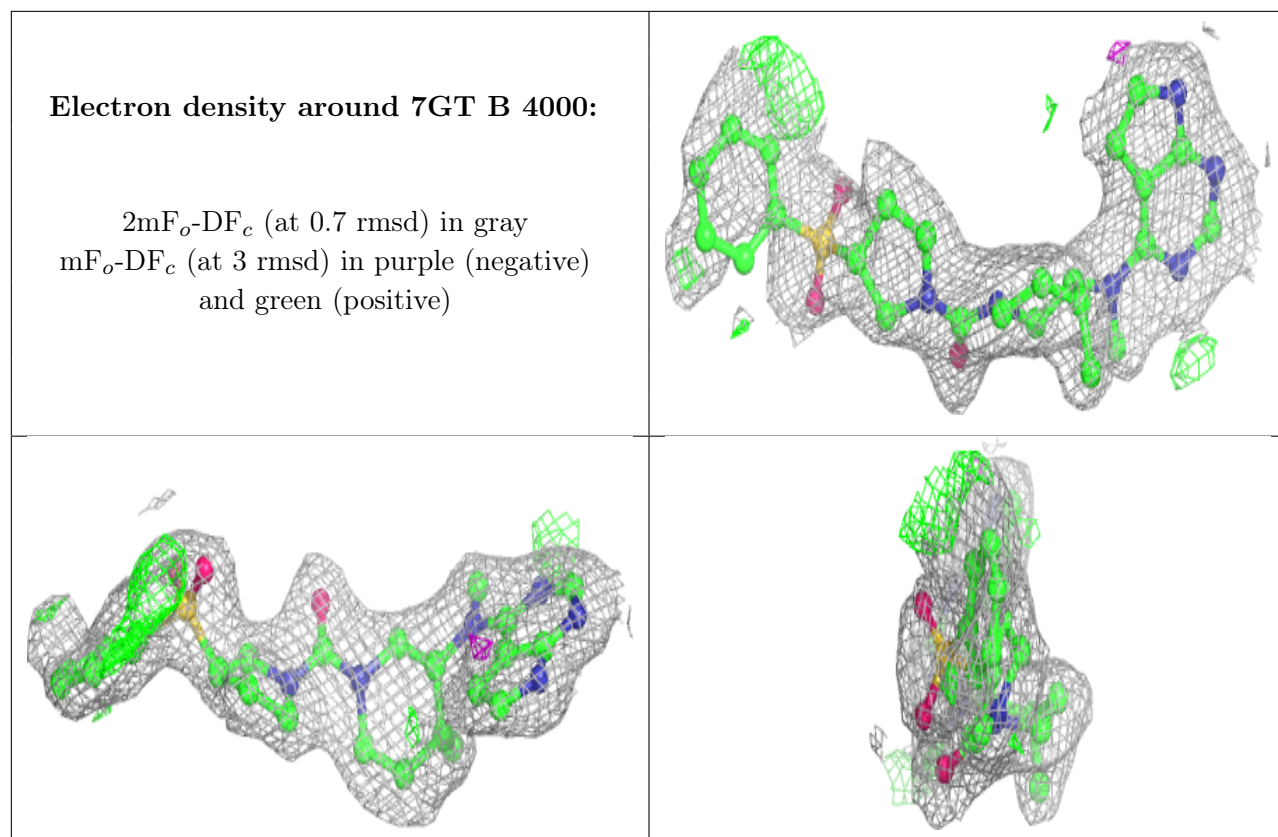 Electron density around 7GT B 4000:
2mFo-DFc (at 0.7 rmsd) in gray
mFo-DFc (at 3 rmsd) in purple (negative)
and green (positive)